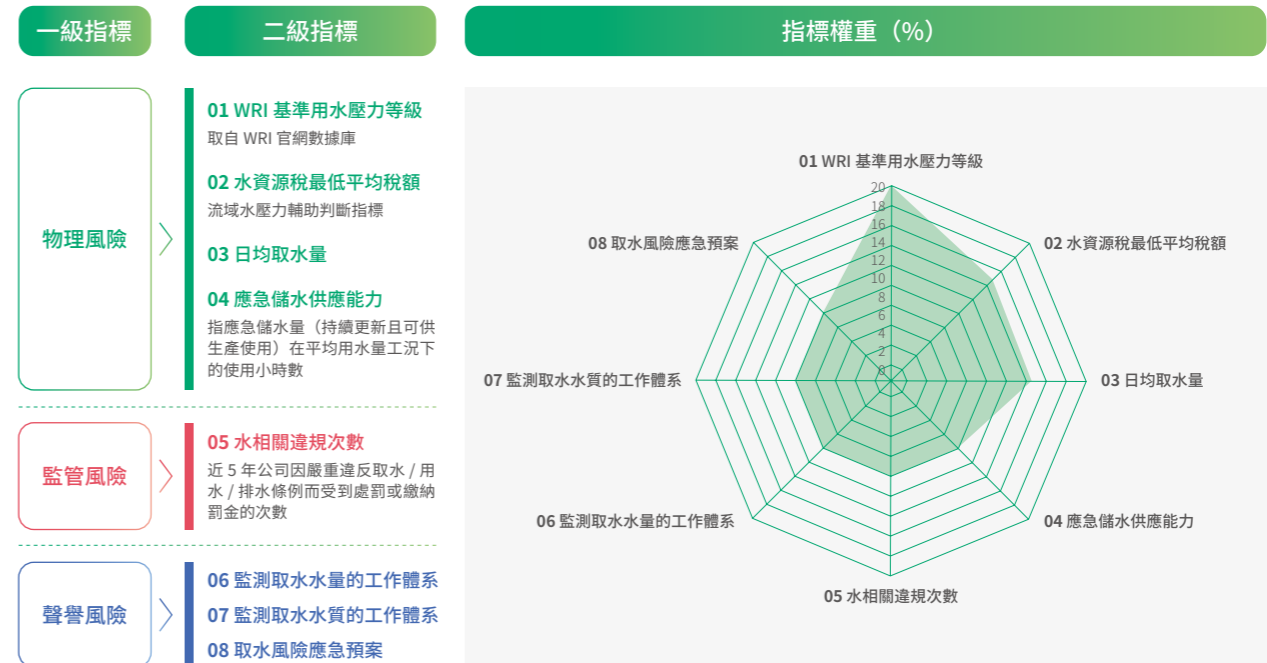 一級指標
二級指標
指標權重（%）
物理風險
01 WRI 基準用水壓力等級
取自 WRI 官網數據庫
02 水資源稅最低平均稅額
流域水壓力輔助判斷指標
03 日均取水量
04 應急儲水供應能力
指應急儲水量（持續更新且可供
生產使用）在平均用水量工況下
的使用小時數
監管風險
05 水相關違規次數
近 5 年公司因嚴重違反取水 / 用
水 / 排水條例而受到處罰或繳納
罰金的次數
聲譽風險
06 監測取水水量的工作體系
07 監測取水水質的工作體系
08 取水風險應急預案
01 WRI 基準用水壓力等級
20
18
16
14
12
10
8
6
4
2
0
08 取水風險應急預案
02 水資源稅最低平均稅額
07 監測取水水質的工作體系
03 日均取水量
06 監測取水水量的工作體系
04 應急儲水供應能力
05 水相關違規次數